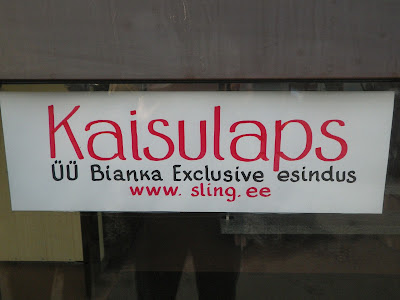 Kaisulaps
ÜÜ Bianka Exclusive esindus
www. sling. ee